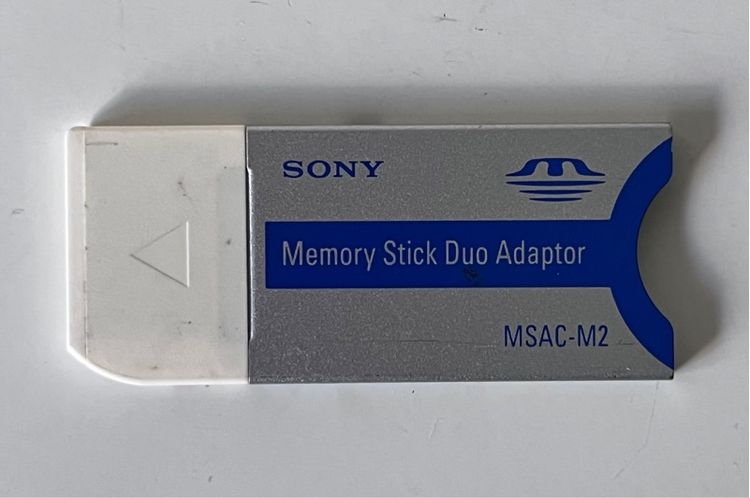 SONY
Memory Stick Duo Adaptor
MSAC-M2